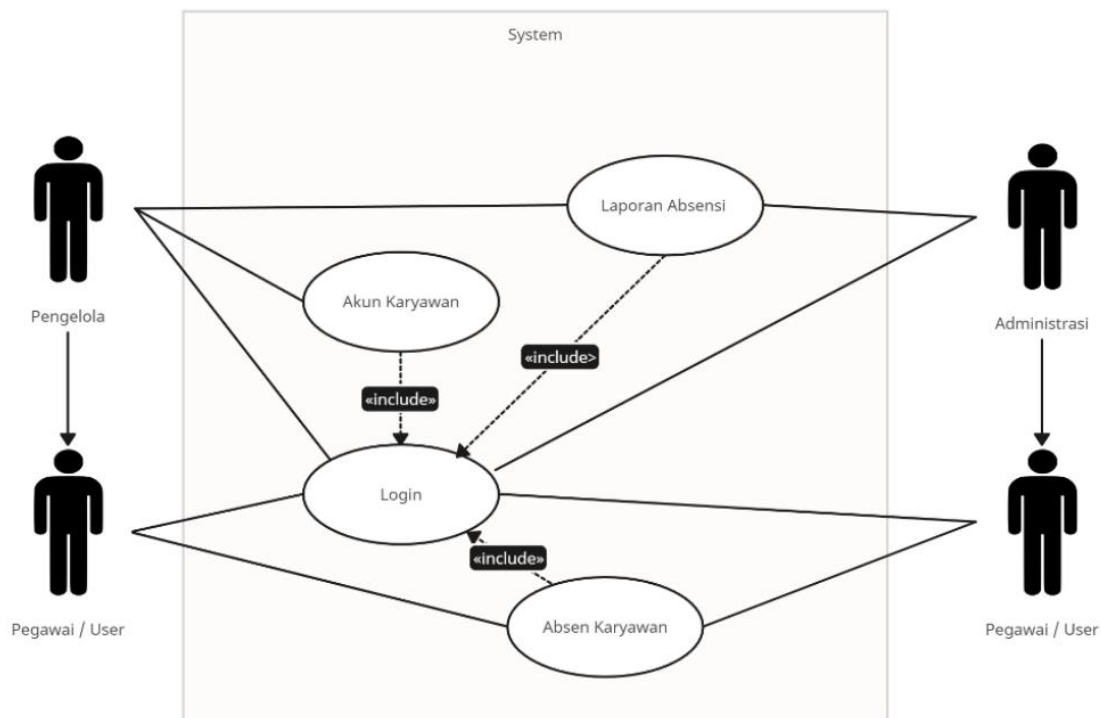 System
Laporan Absensi
Akun Karyawan
Pengelola
Administrasi
«include>
«include»
Login
«include»
Absen Karyawan
Pegawai / User
Pegawai / User